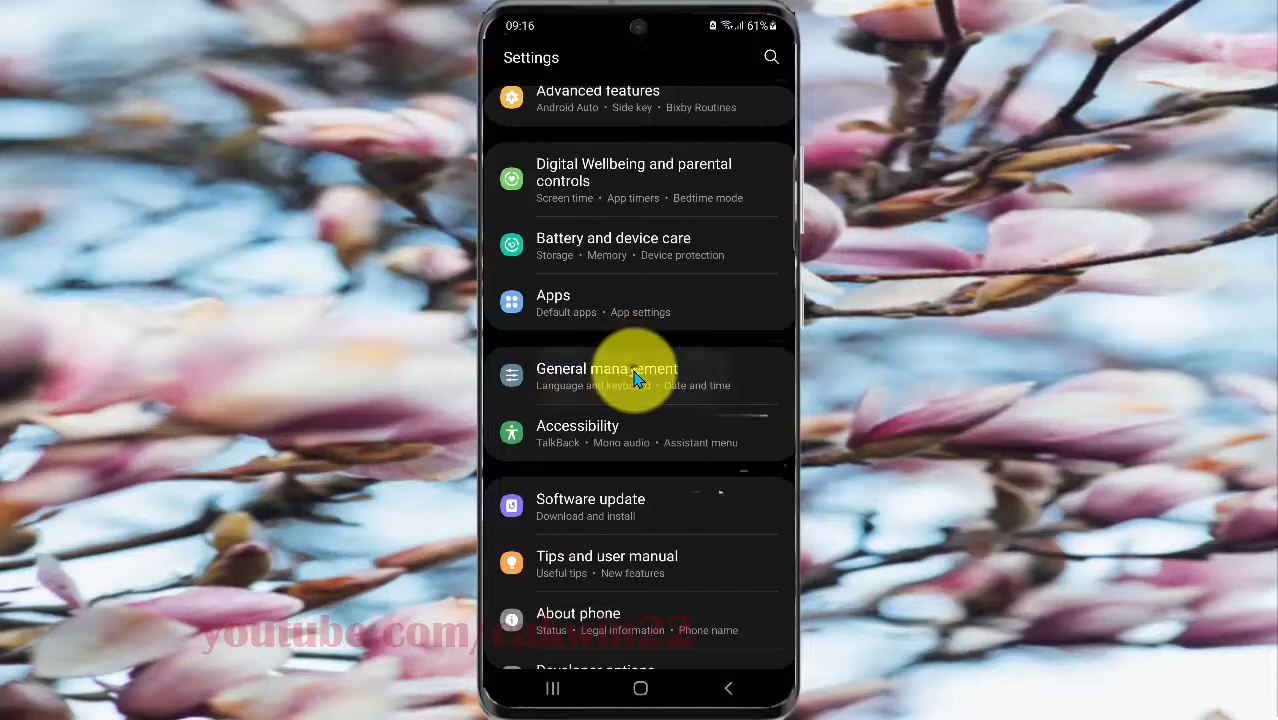 09:16
61%
Settings
Advanced features
Android Auto • Side key • Bixby Routines
Digital Wellbeing and parental
controls
Screen time • App timers • Bedtime mode
Battery and device care
Storage • Memory • Device protection
Apps
Default apps • App settings
General management
Language and keyboard • Date and time
Accessibility
TalkBack • Mono audio • Assistant menu
Software update
Download and install
Tips and user manual
Useful tips • New features
About phone
Status • Legal information • Phone name
Developer options